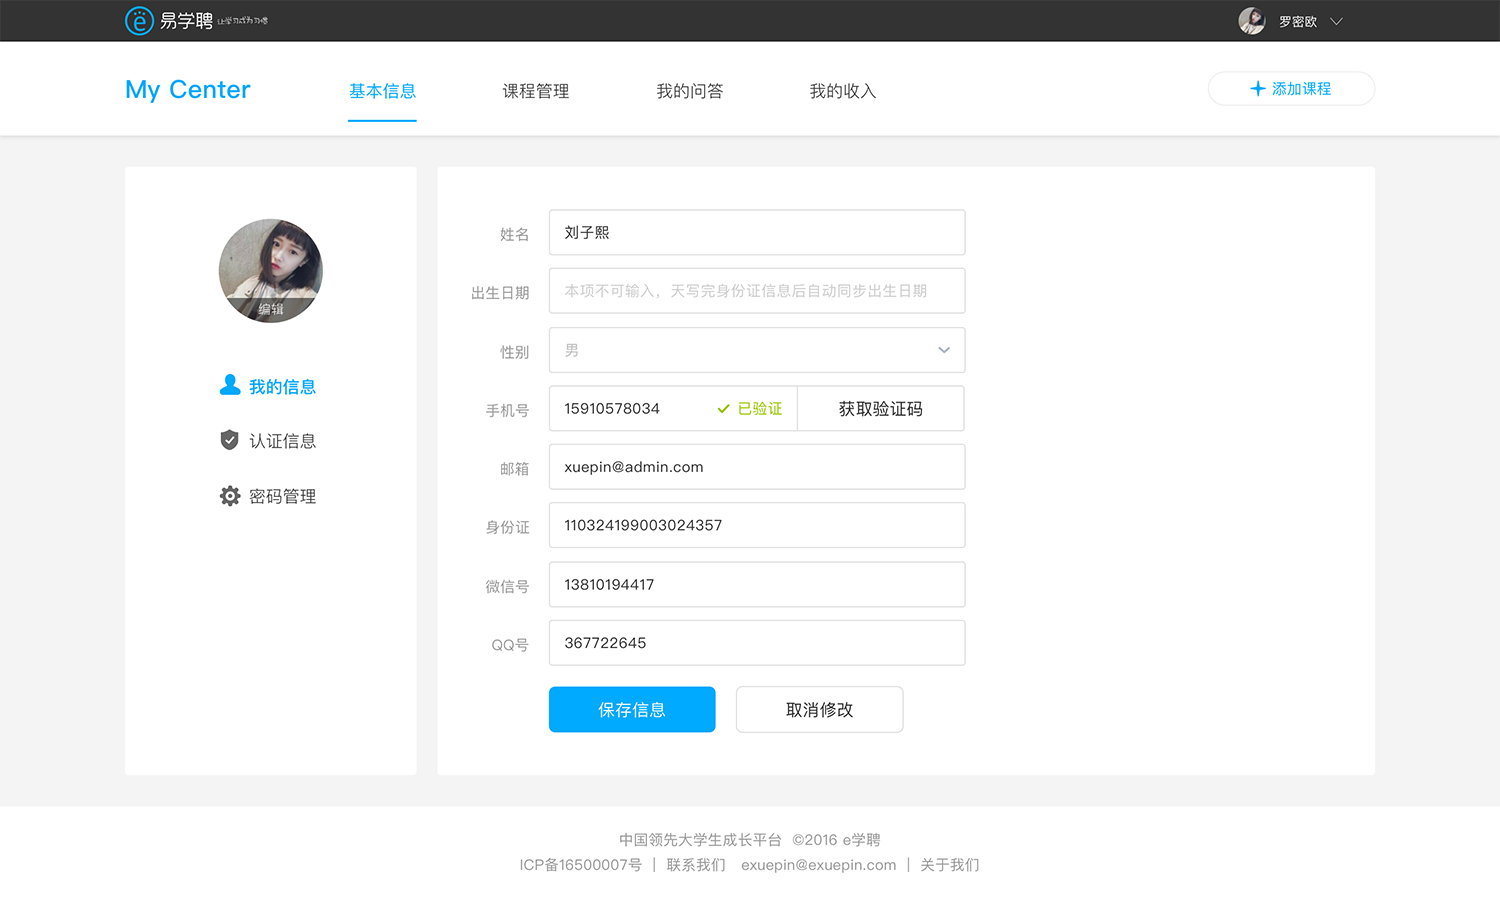 易学聘 让学习成为习惯
罗密欧
My Center
基本信息
课程管理
我的问答
我的收入
添加课程
编辑
我的信息
认证信息
密码管理
姓名 刘子熙
出生日期 本项不可输入，天写完身份证信息后自动同步出生日期
性别 男
手机号 15910578034 已验证 获取验证码
邮箱 xuepin@admin.com
身份证 110324199003024357
微信号 13810194417
QQ号 367722645
保存信息 取消修改
中国领先大学生成长平台 ©2016 e学聘
ICP备16500007号 | 联系我们 exuepin@exuepin.com | 关于我们